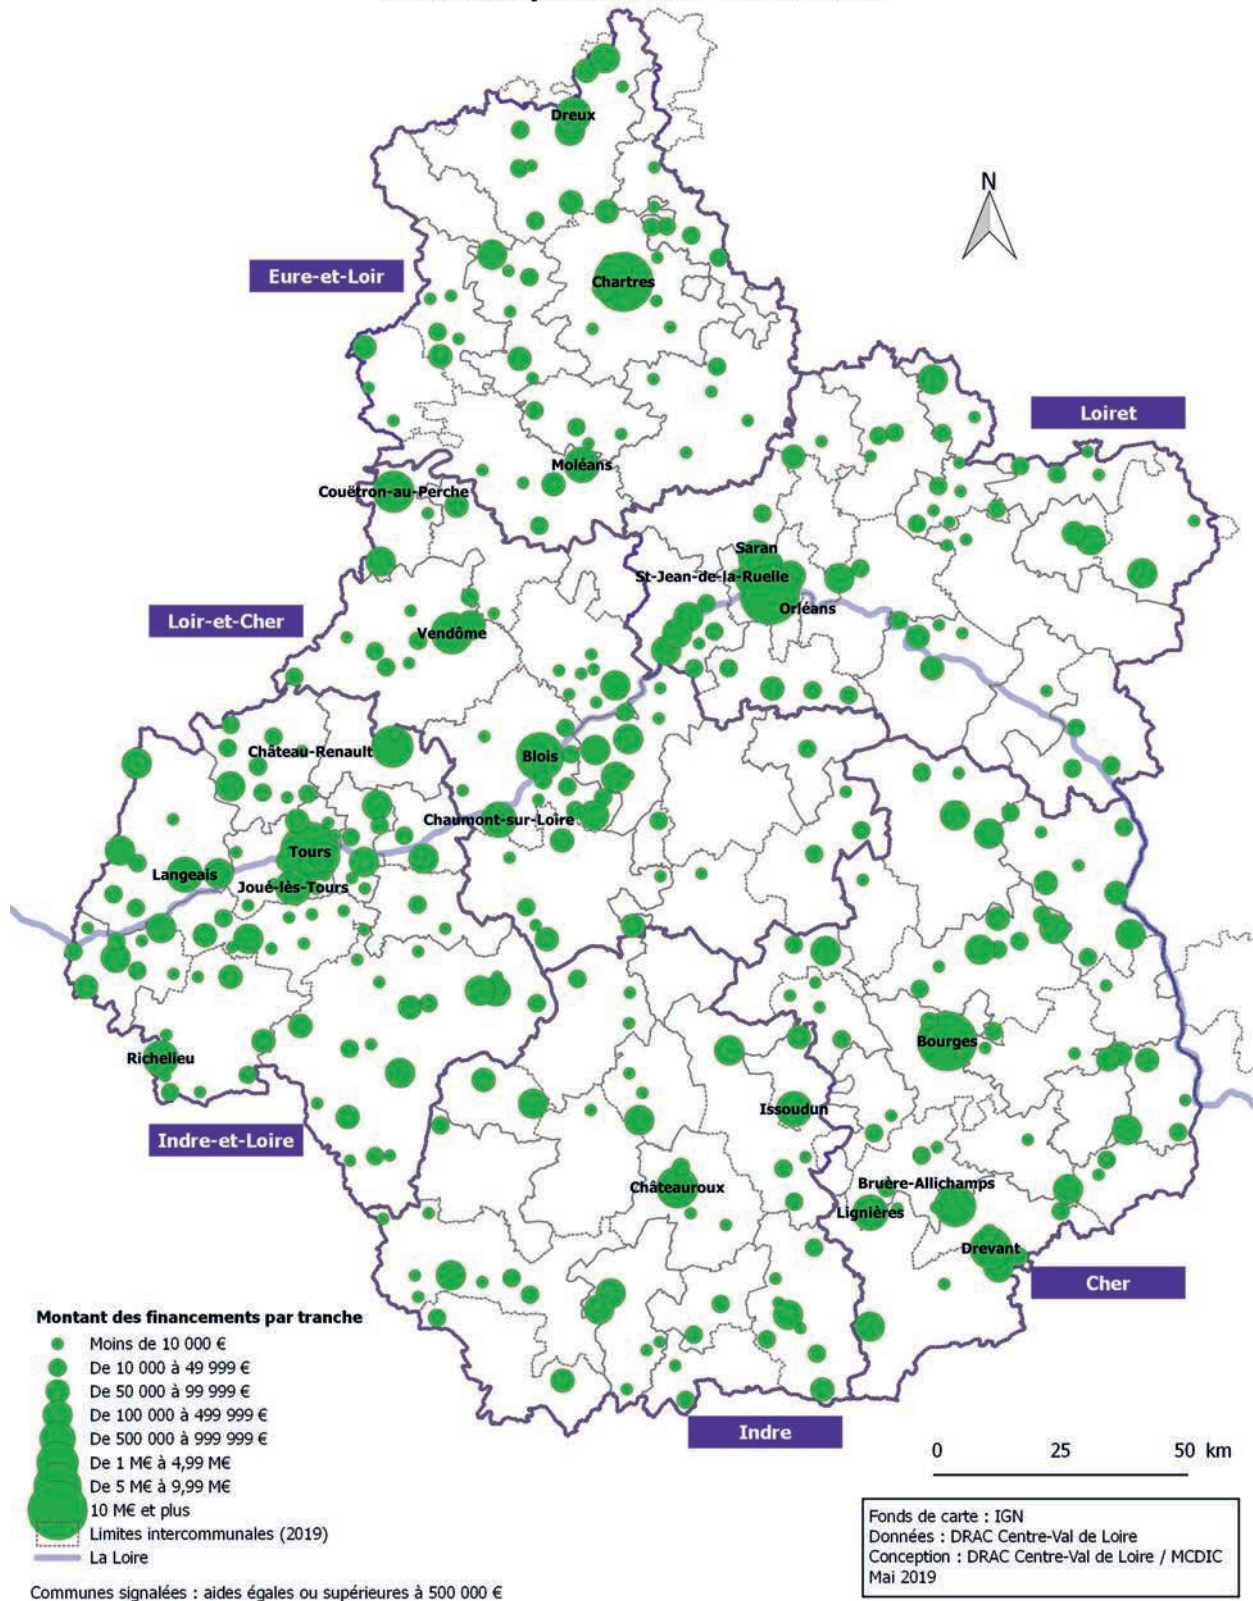 N
Dreux
Eure-et-Loir
Chartres
Loiret
Moléans
Couëtron-au-Perche
Saran
St-Jean-de-la-Ruelle
Orléans
Loir-et-Cher
Vendôme
Château-Renault
Blois
Chaumont-sur-Loire
Tours
Langeais
Joué-lès-Tours
Bourges
Richelieu
Issoudun
Indre-et-Loire
Châteauroux
Bruère-Allichamps
Lignières
Drevant
Cher
Montant des financements par tranche
Moins de 10 000 €
De 10 000 à 49 999 €
De 50 000 à 99 999 €
De 100 000 à 499 999 €
De 500 000 à 999 999 €
De 1 M€ à 4,99 M€
De 5 M€ à 9,99 M€
10 M€ et plus
Limites intercommunales (2019)
La Loire
Communes signalées : aides égales ou supérieures à 500 000 €
Indre
0 25 50 km
Fonds de carte : IGN
Données : DRAC Centre-Val de Loire
Conception : DRAC Centre-Val de Loire / MCDIC
Mai 2019